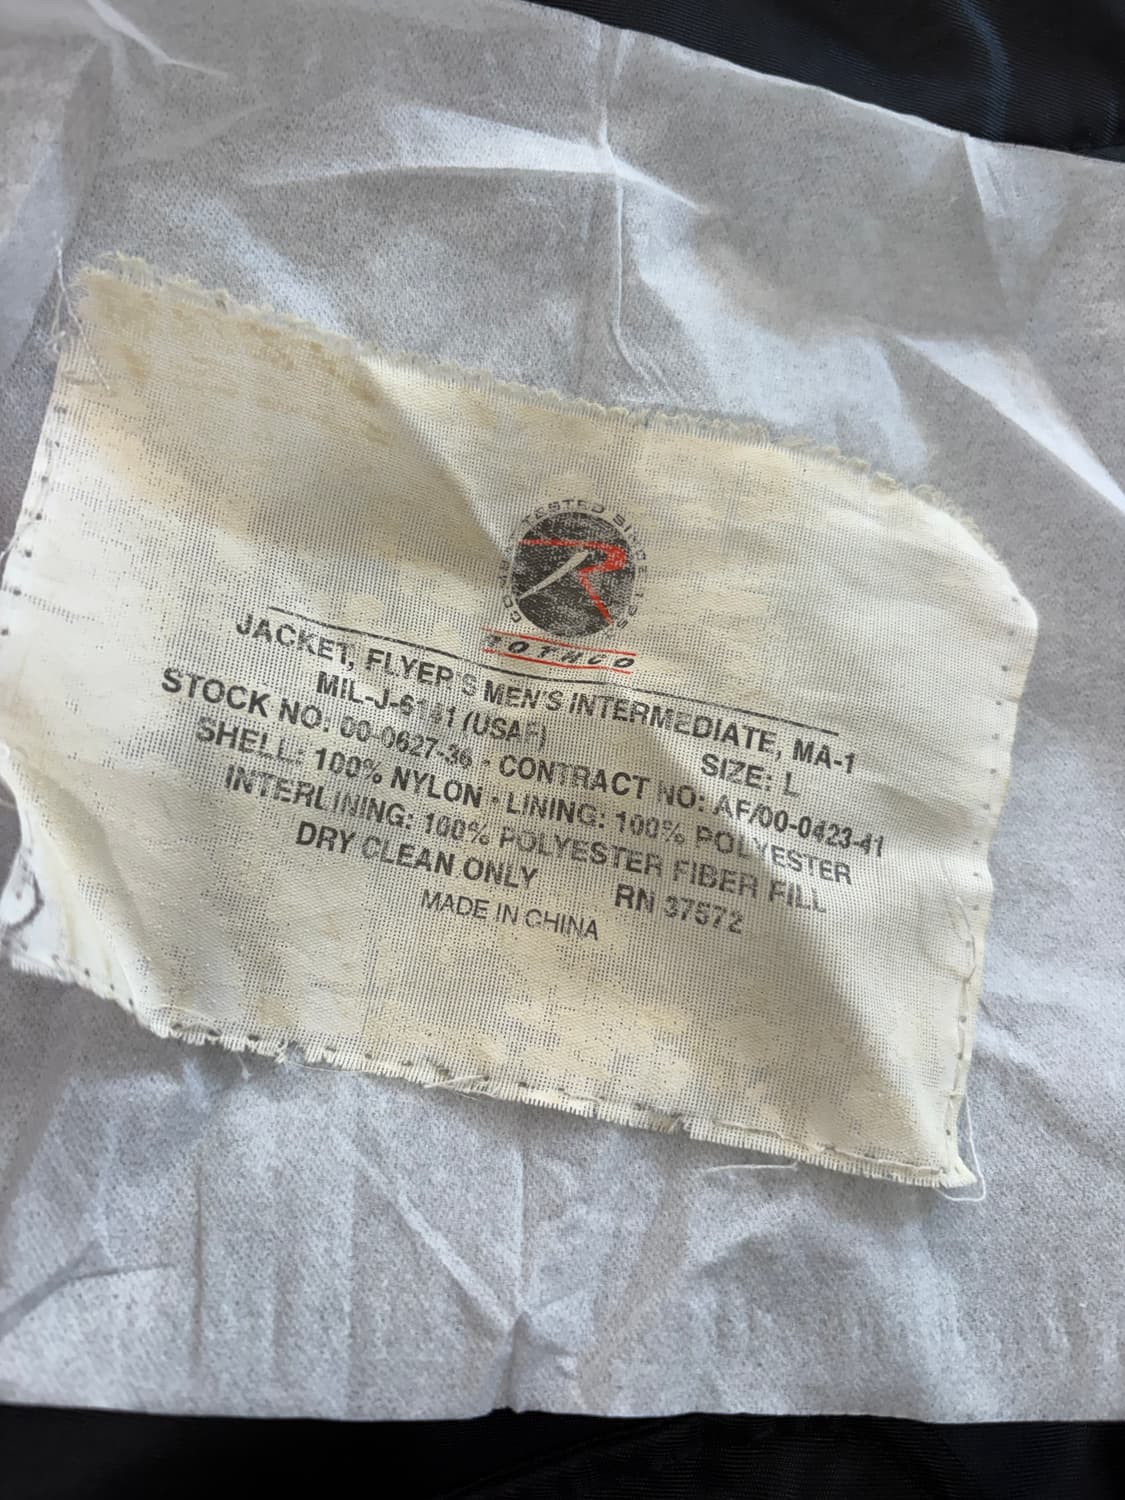 TESTED SINCE
ROTHCO
JACKET, FLYER'S MEN'S INTERMEDIATE, MA-1
MIL-J-6141 (USAF) SIZE: L
STOCK NO: 00-0627-36 - CONTRACT NO: AF/00-0423-41
SHELL: 100% NYLON - LINING: 100% POLYESTER
INTERLINING: 100% POLYESTER FIBER FILL
DRY CLEAN ONLY RN 37572
MADE IN CHINA